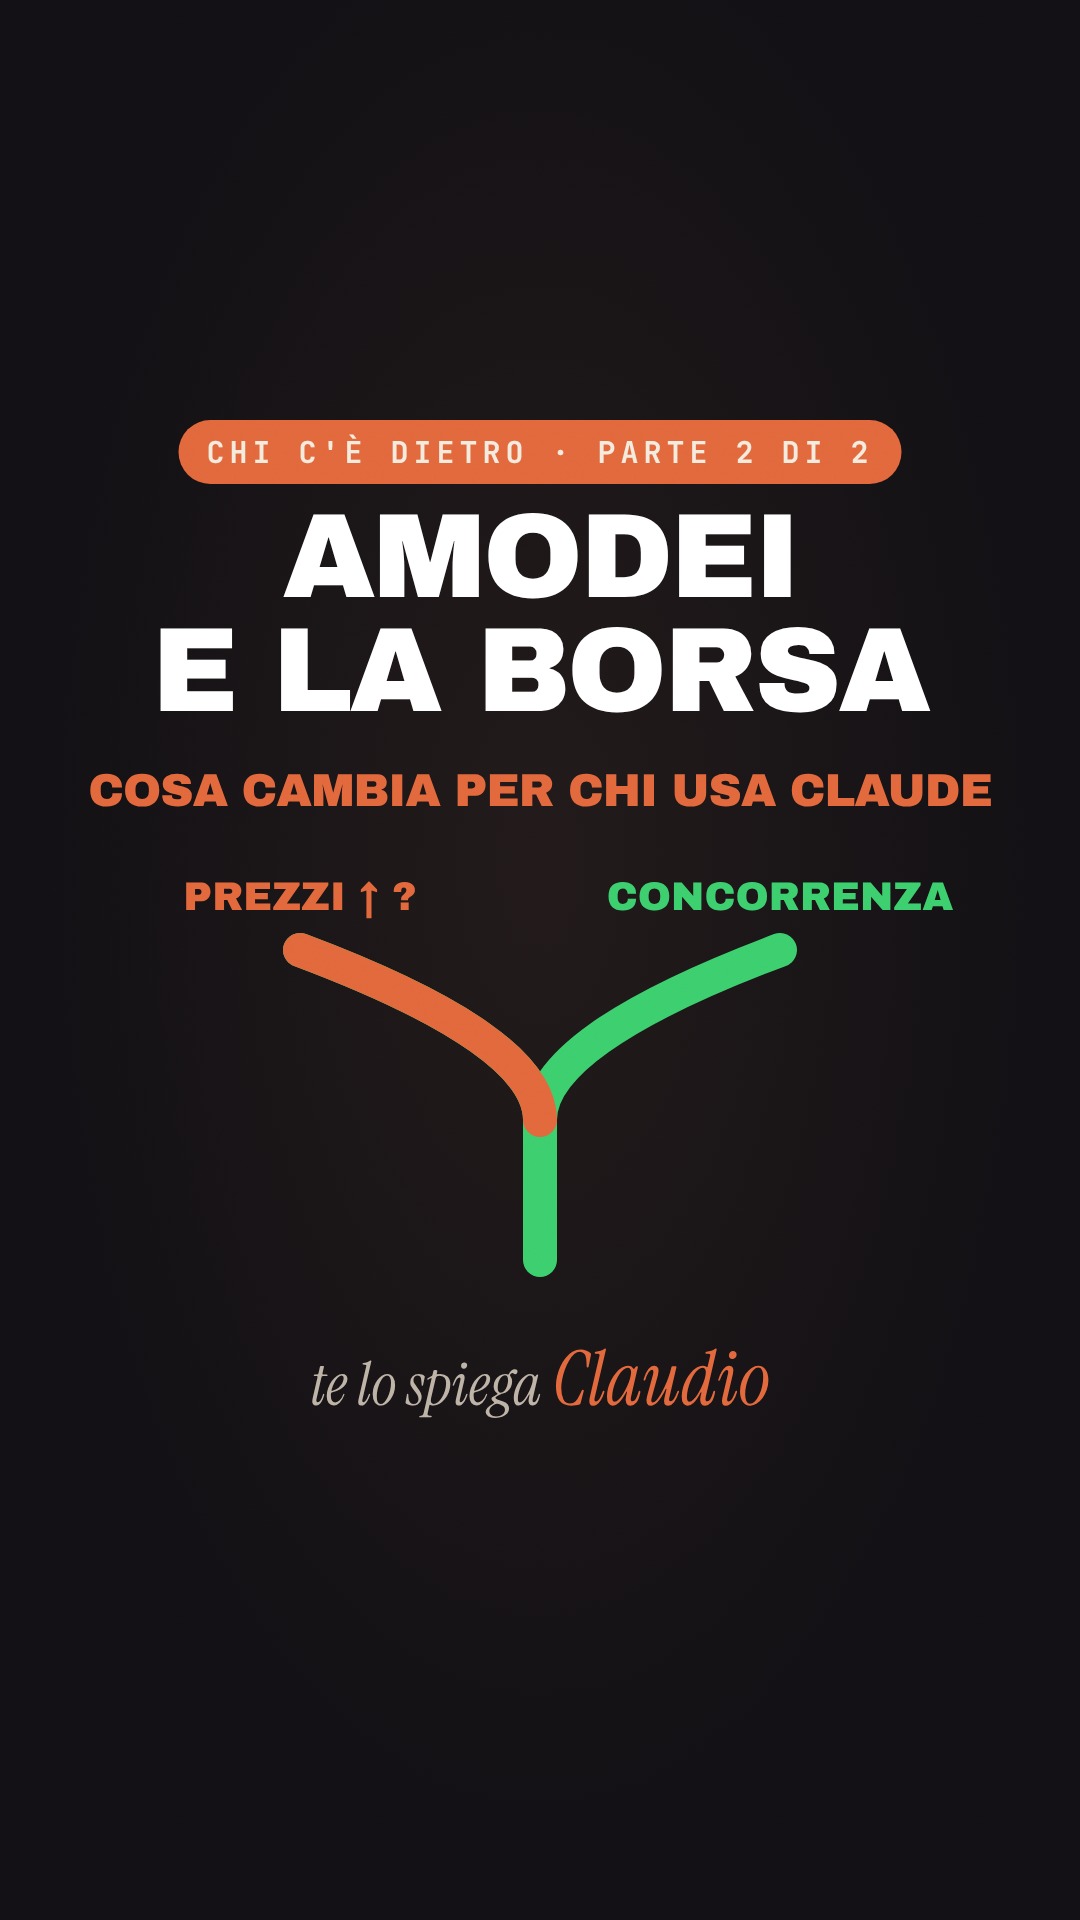 CHI C'È DIETRO · PARTE 2 DI 2
AMODEI
E LA BORSA
COSA CAMBIA PER CHI USA CLAUDE
PREZZI ↑ ?
CONCORRENZA
te lo spiega Claudio